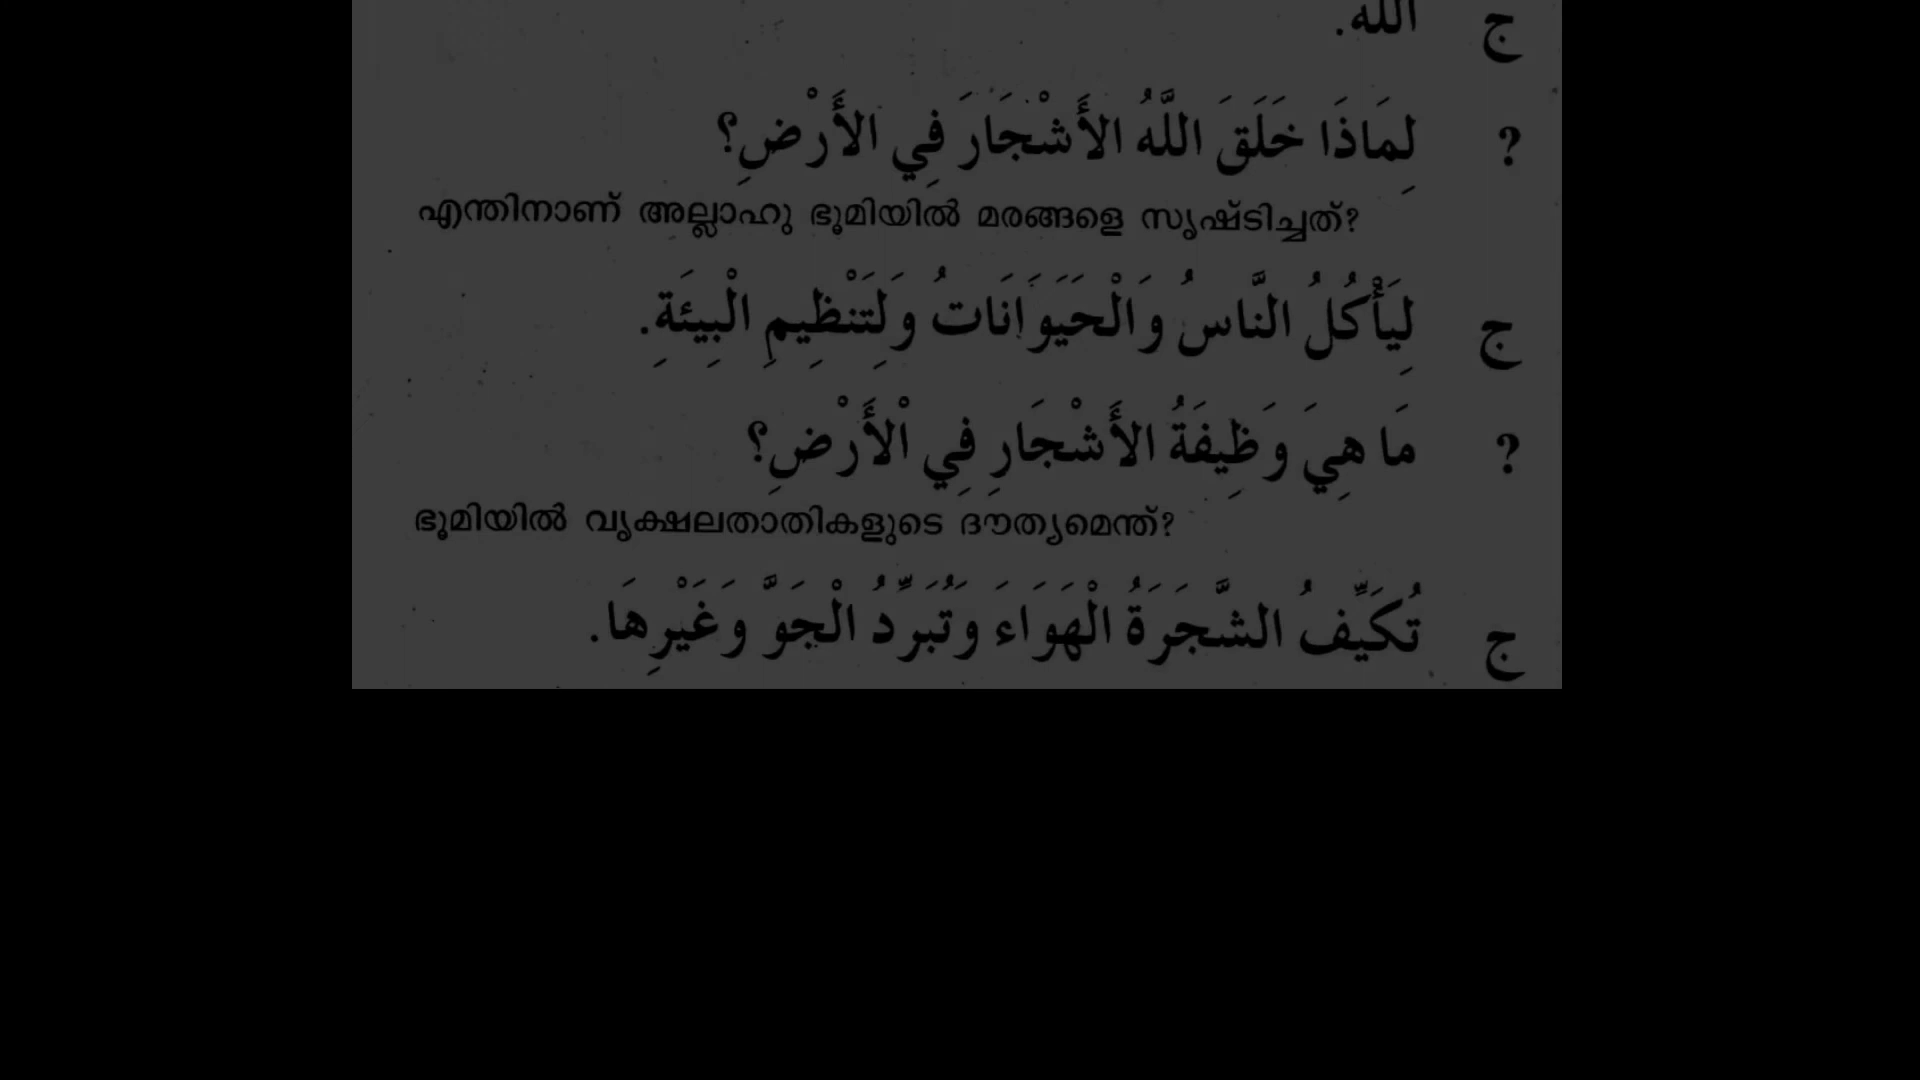 ج الله.
? لِمَاذَا خَلَقَ اللَّهُ الأَشْجَارَ فِي الأَرْضِ؟
എന്തിനാണ് അല്ലാഹു ഭൂമിയിൽ മരങ്ങളെ സൃഷ്ടിച്ചത്?
ج لِيَأْكُلُ النَّاسُ وَالْحَيَوَانَاتُ وَلِتَنْظِيمِ الْبِيئَةِ.
? مَا هِيَ وَظِيفَةُ الأَشْجَارِ فِي الْأَرْضِ؟
ഭൂമിയിൽ വൃക്ഷലതാതികളുടെ ദൗത്യമെന്ത്?
ج تُكَيِّفُ الشَّجَرَةُ الْهَوَاءَ وَتُبَرِّدُ الْجَوَّ وَغَيْرِهَا.